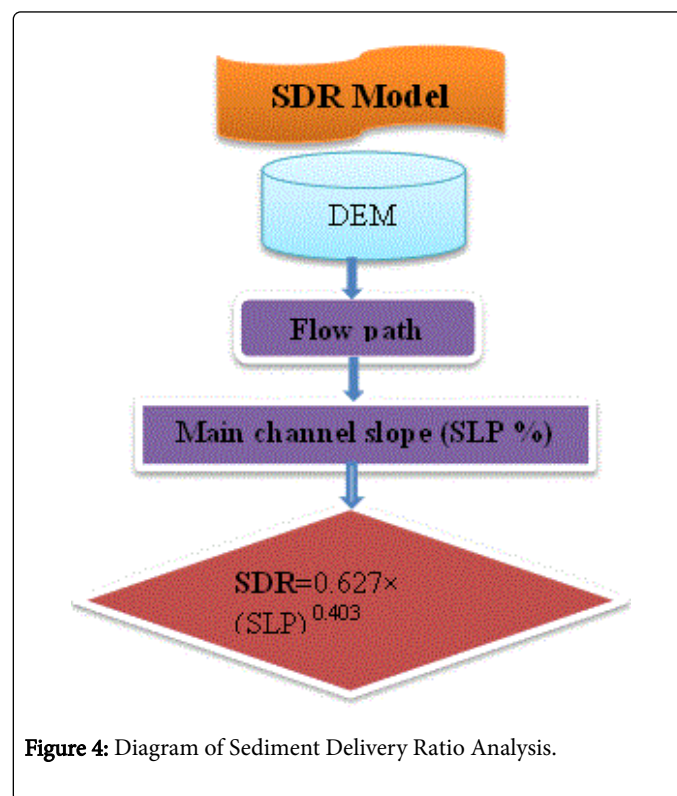 SDR Model
DEM
Flow path
Main channel slope (SLP %)
SDR=0.627×
(SLP)^0.403
Figure 4: Diagram of Sediment Delivery Ratio Analysis.